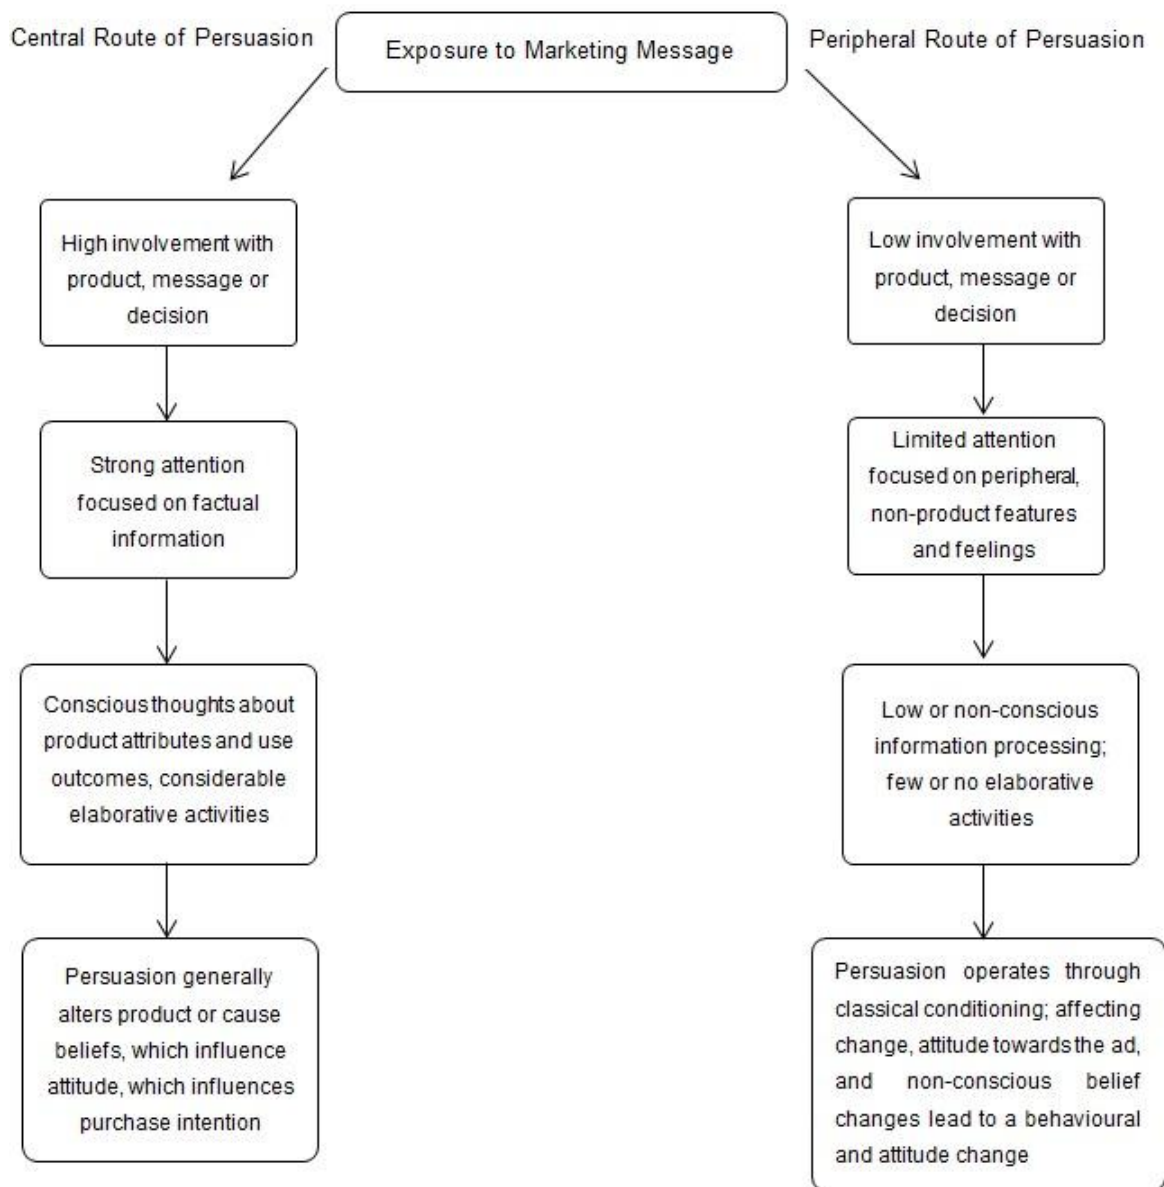 Central Route of Persuasion
Exposure to Marketing Message
Peripheral Route of Persuasion
High involvement with
product, message or
decision
Low involvement with
product, message or
decision
Strong attention
focused on factual
information
Limited attention
focused on peripheral,
non-product features
and feelings
Conscious thoughts about
product attributes and use
outcomes, considerable
elaborative activities
Low or non-conscious
information processing;
few or no elaborative
activities
Persuasion generally
alters product or cause
beliefs, which influence
attitude, which influences
purchase intention
Persuasion operates through
classical conditioning; affecting
change, attitude towards the ad,
and non-conscious belief
changes lead to a behavioural
and attitude change